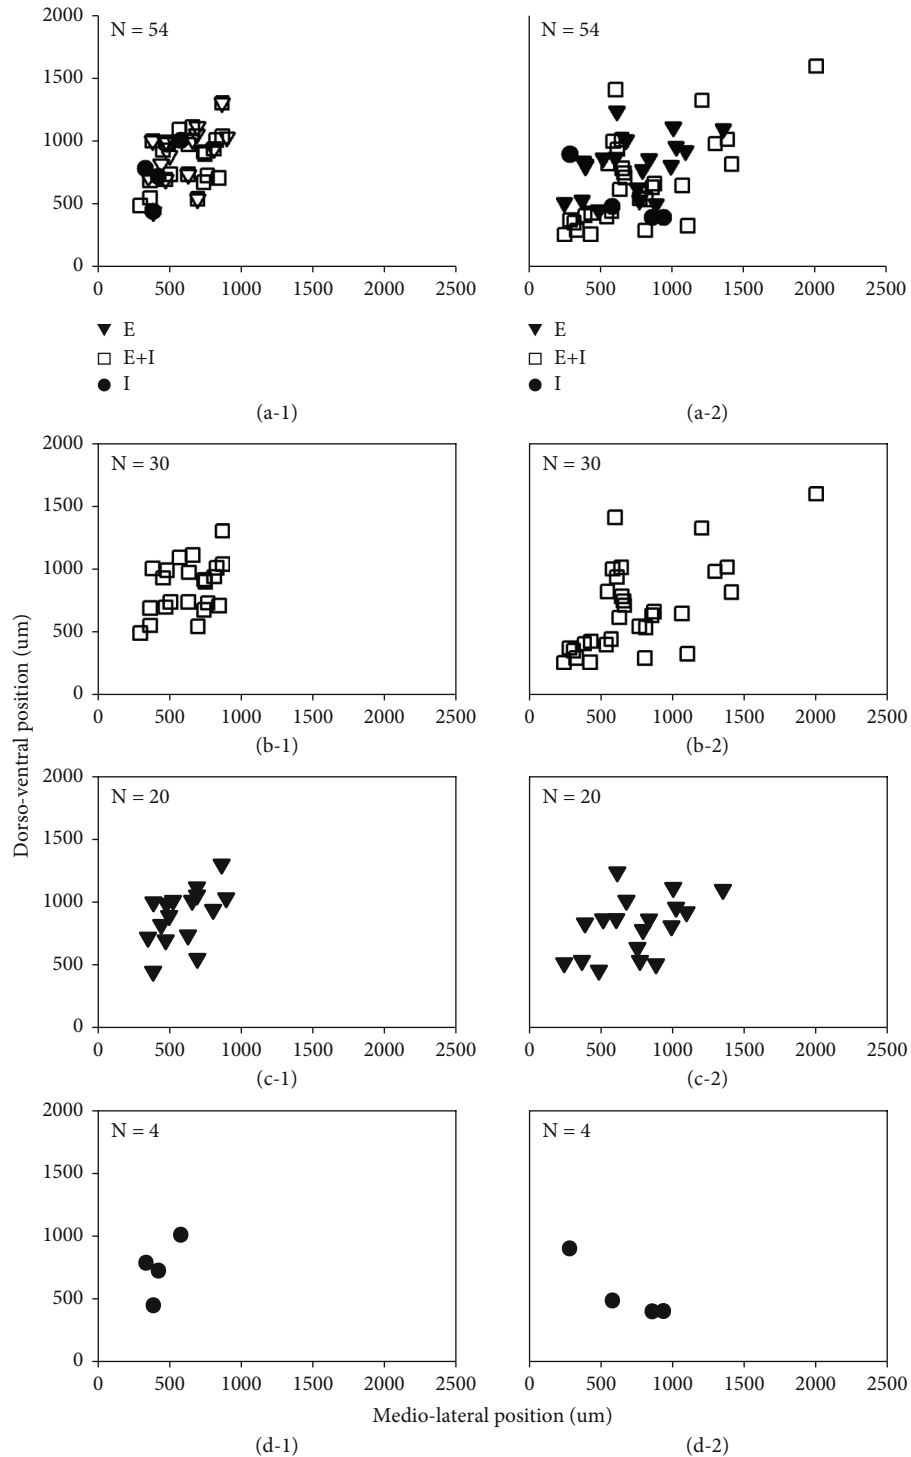 2000
1500
1000
500
0
N = 54
0 500 1000 1500 2000 2500
E
E+I
I
(a-1)
N = 54
0 500 1000 1500 2000 2500
E
E+I
I
(a-2)
2000
1500
1000
500
0
N = 30
0 500 1000 1500 2000 2500
(b-1)
N = 30
0 500 1000 1500 2000 2500
(b-2)
Dorso-ventral position (um)
2000
1500
1000
500
0
N = 20
0 500 1000 1500 2000 2500
(c-1)
N = 20
0 500 1000 1500 2000 2500
(c-2)
2000
1500
1000
500
0
N = 4
0 500 1000 1500 2000 2500
N = 4
0 500 1000 1500 2000 2500
Medio-lateral position (um)
(d-1)
(d-2)